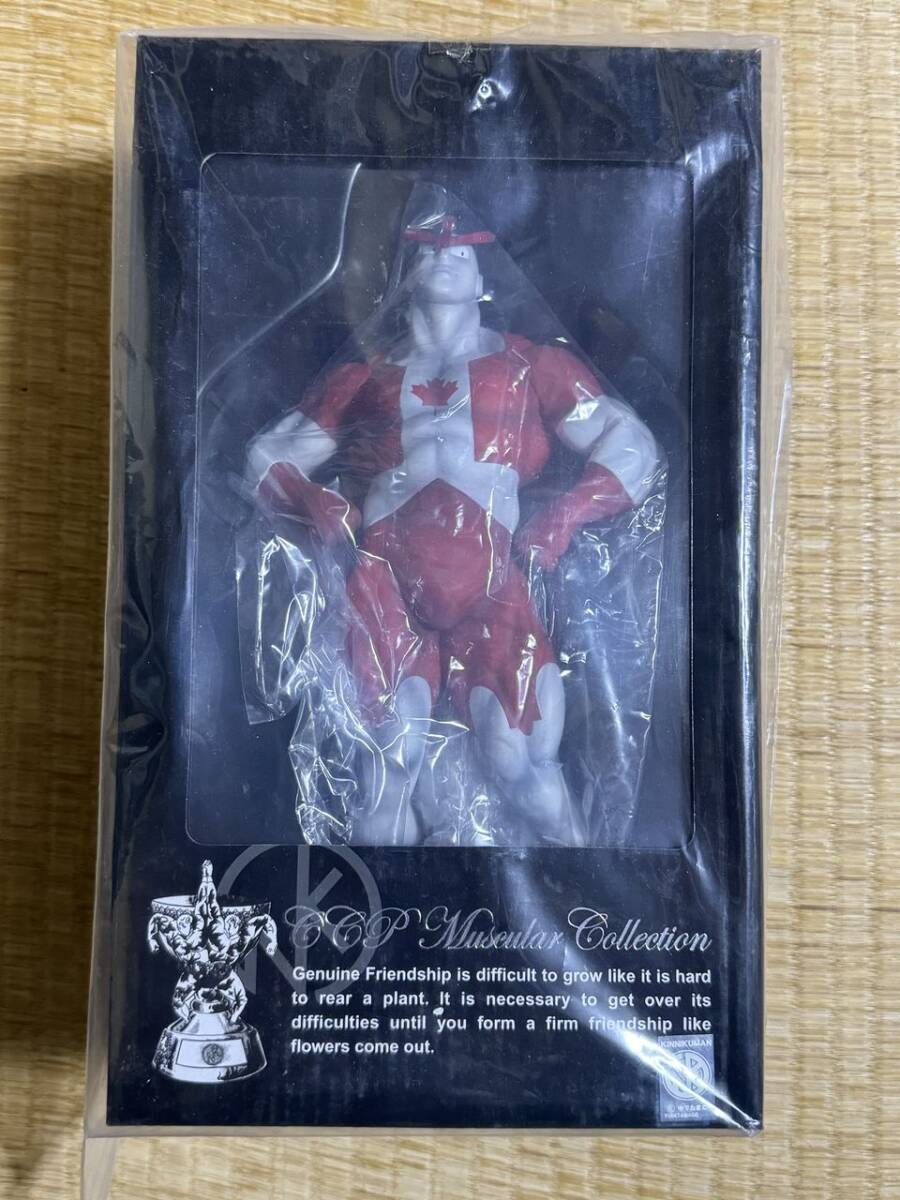 CCP Muscular Collection
Genuine Friendship is difficult to grow like it is hard
to rear a plant. It is necessary to get over its
difficulties until you form a firm friendship like
flowers come out.
KINNIKUMAN